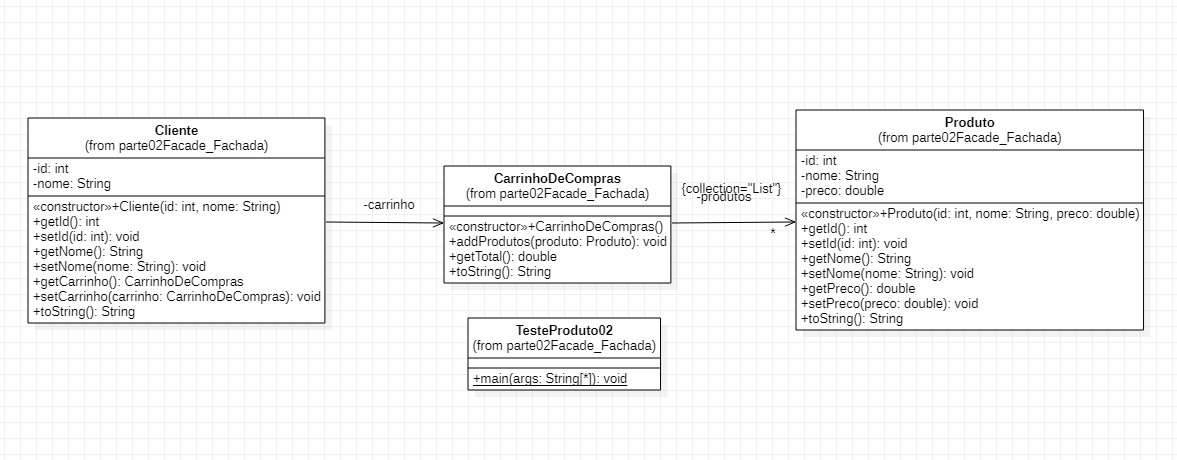 Cliente
(from parte02Facade_Fachada)
-id: int
-nome: String
«constructor»+Cliente(id: int, nome: String)
+getId(): int
+setId(id: int): void
+getNome(): String
+setNome(nome: String): void
+getCarrinho(): CarrinhoDeCompras
+setCarrinho(carrinho: CarrinhoDeCompras): void
+toString(): String
-carrinho
CarrinhoDeCompras
(from parte02Facade_Fachada)
«constructor»+CarrinhoDeCompras()
+addProdutos(produto: Produto): void
+getTotal(): double
+toString(): String
{collection="List"}
-produtos
*
Produto
(from parte02Facade_Fachada)
-id: int
-nome: String
-preco: double
«constructor»+Produto(id: int, nome: String, preco: double)
+getId(): int
+setId(id: int): void
+getNome(): String
+setNome(nome: String): void
+getPreco(): double
+setPreco(preco: double): void
+toString(): String
TesteProduto02
(from parte02Facade_Fachada)
+main(args: String[*]): void